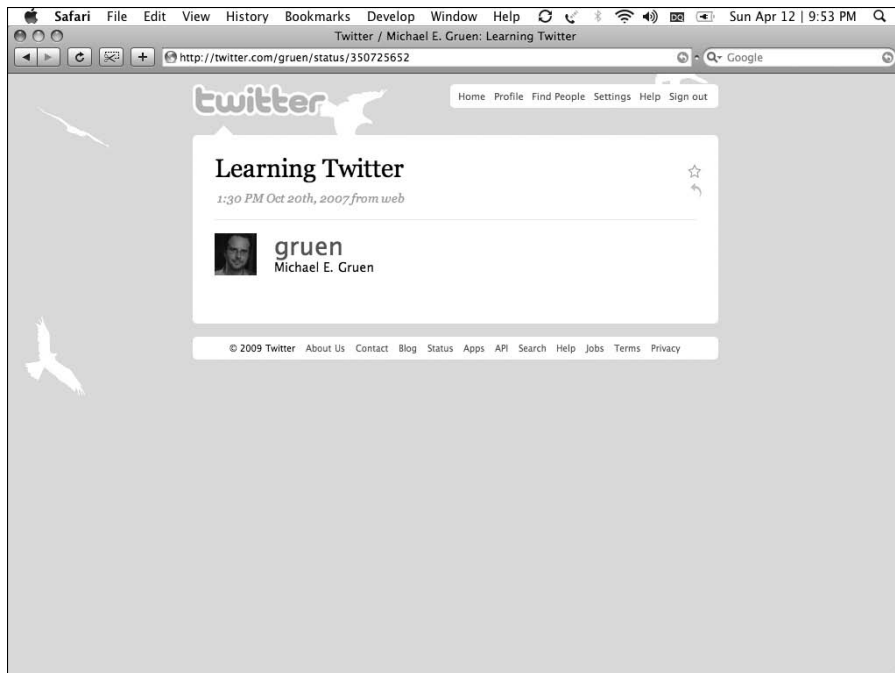 Safari File Edit View History Bookmarks Develop Window Help Sun Apr 12 | 9:53 PM
Twitter / Michael E. Gruen: Learning Twitter
http://twitter.com/gruen/status/350725652 Google
twitter
Home Profile Find People Settings Help Sign out
Learning Twitter
1:30 PM Oct 20th, 2007 from web
gruen
Michael E. Gruen
© 2009 Twitter About Us Contact Blog Status Apps API Search Help Jobs Terms Privacy